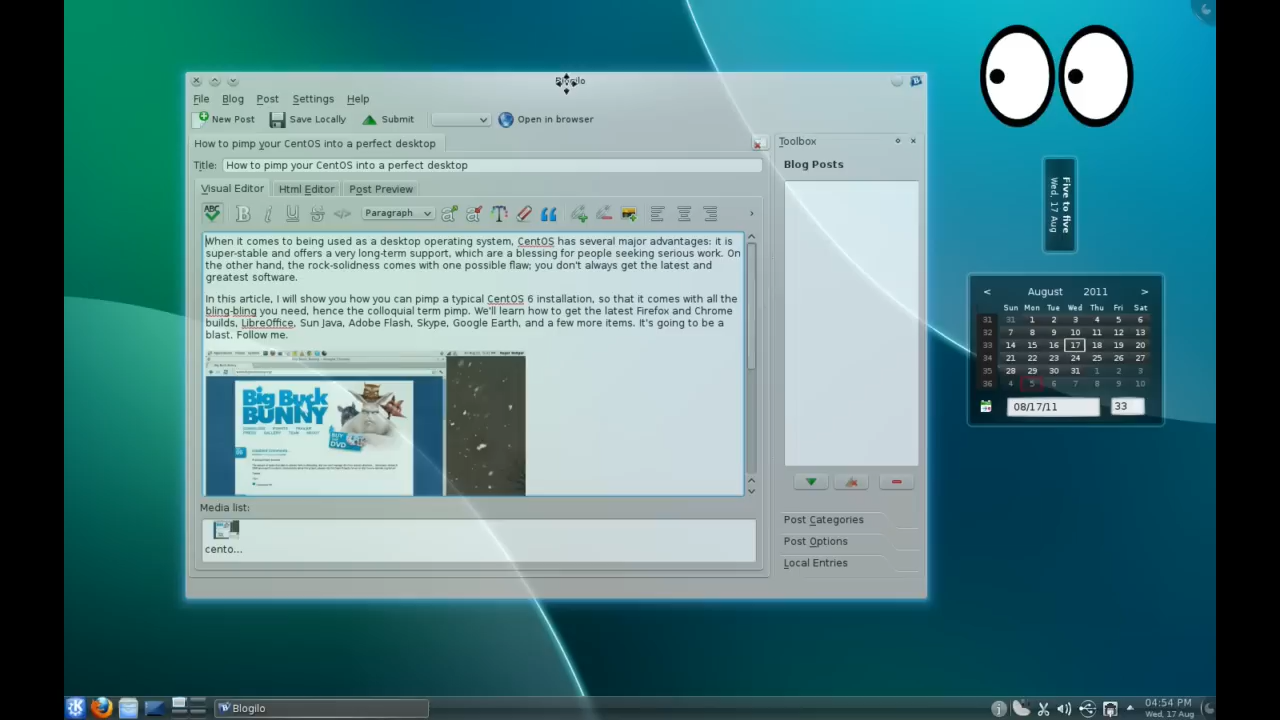 Blogilo
File Blog Post Settings Help
New Post Save Locally Submit Open in browser
How to pimp your CentOS into a perfect desktop
Title: How to pimp your CentOS into a perfect desktop
Visual Editor Html Editor Post Preview
ABC B i U S Paragraph
When it comes to being used as a desktop operating system, CentOS has several major advantages: it is
super-stable and offers a very long-term support, which are a blessing for people seeking serious work. On
the other hand, the rock-solidness comes with one possible flaw; you don't always get the latest and
greatest software.
In this article, I will show you how you can pimp a typical CentOS 6 installation, so that it comes with all the
bling-bling you need, hence the colloquial term pimp. We'll learn how to get the latest Firefox and Chrome
builds, LibreOffice, Sun Java, Adobe Flash, Skype, Google Earth, and a few more items. It's going to be a
blast. Follow me.
Big Buck
BUNNY
BUY
DVD
Media list:
cento...
Toolbox
Blog Posts
Post Categories
Post Options
Local Entries
Five to five
Wed, 17 Aug
< August 2011 >
Sun Mon Tue Wed Thu Fri Sat
31 31 1 2 3 4 5 6
32 7 8 9 10 11 12 13
33 14 15 16 17 18 19 20
34 21 22 23 24 25 26 27
35 28 29 30 31 1 2 3
36 4 5 6 7 8 9 10
08/17/11 33
Blogilo
04:54 PM
Wed, 17 Aug